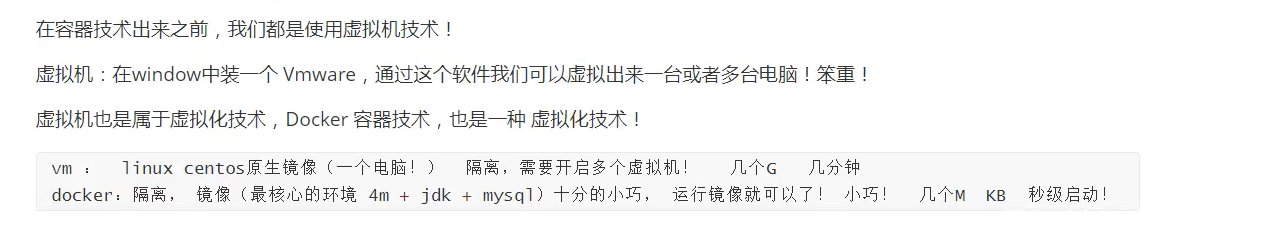 在容器技术出来之前，我们都是使用虚拟机技术！
虚拟机：在window中装一个 Vmware，通过这个软件我们可以虚拟出来一台或者多台电脑！笨重！
虚拟机也是属于虚拟化技术，Docker 容器技术，也是一种 虚拟化技术！
vm ： linux centos原生镜像（一个电脑！） 隔离，需要开启多个虚拟机！ 几个G 几分钟
docker：隔离， 镜像（最核心的环境 4m + jdk + mysql）十分的小巧， 运行镜像就可以了！ 小巧！ 几个M KB 秒级启动！